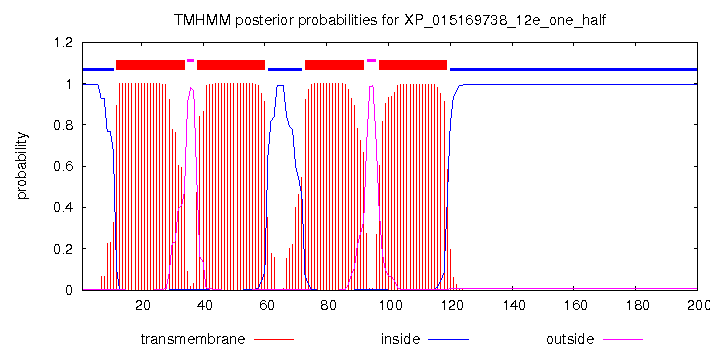 TMHMM posterior probabilities for XP_015169738_12e_one_half
1.2
1
0.8
0.6
0.4
0.2
0
probability
20 40 60 80 100 120 140 160 180 200
transmembrane inside outside